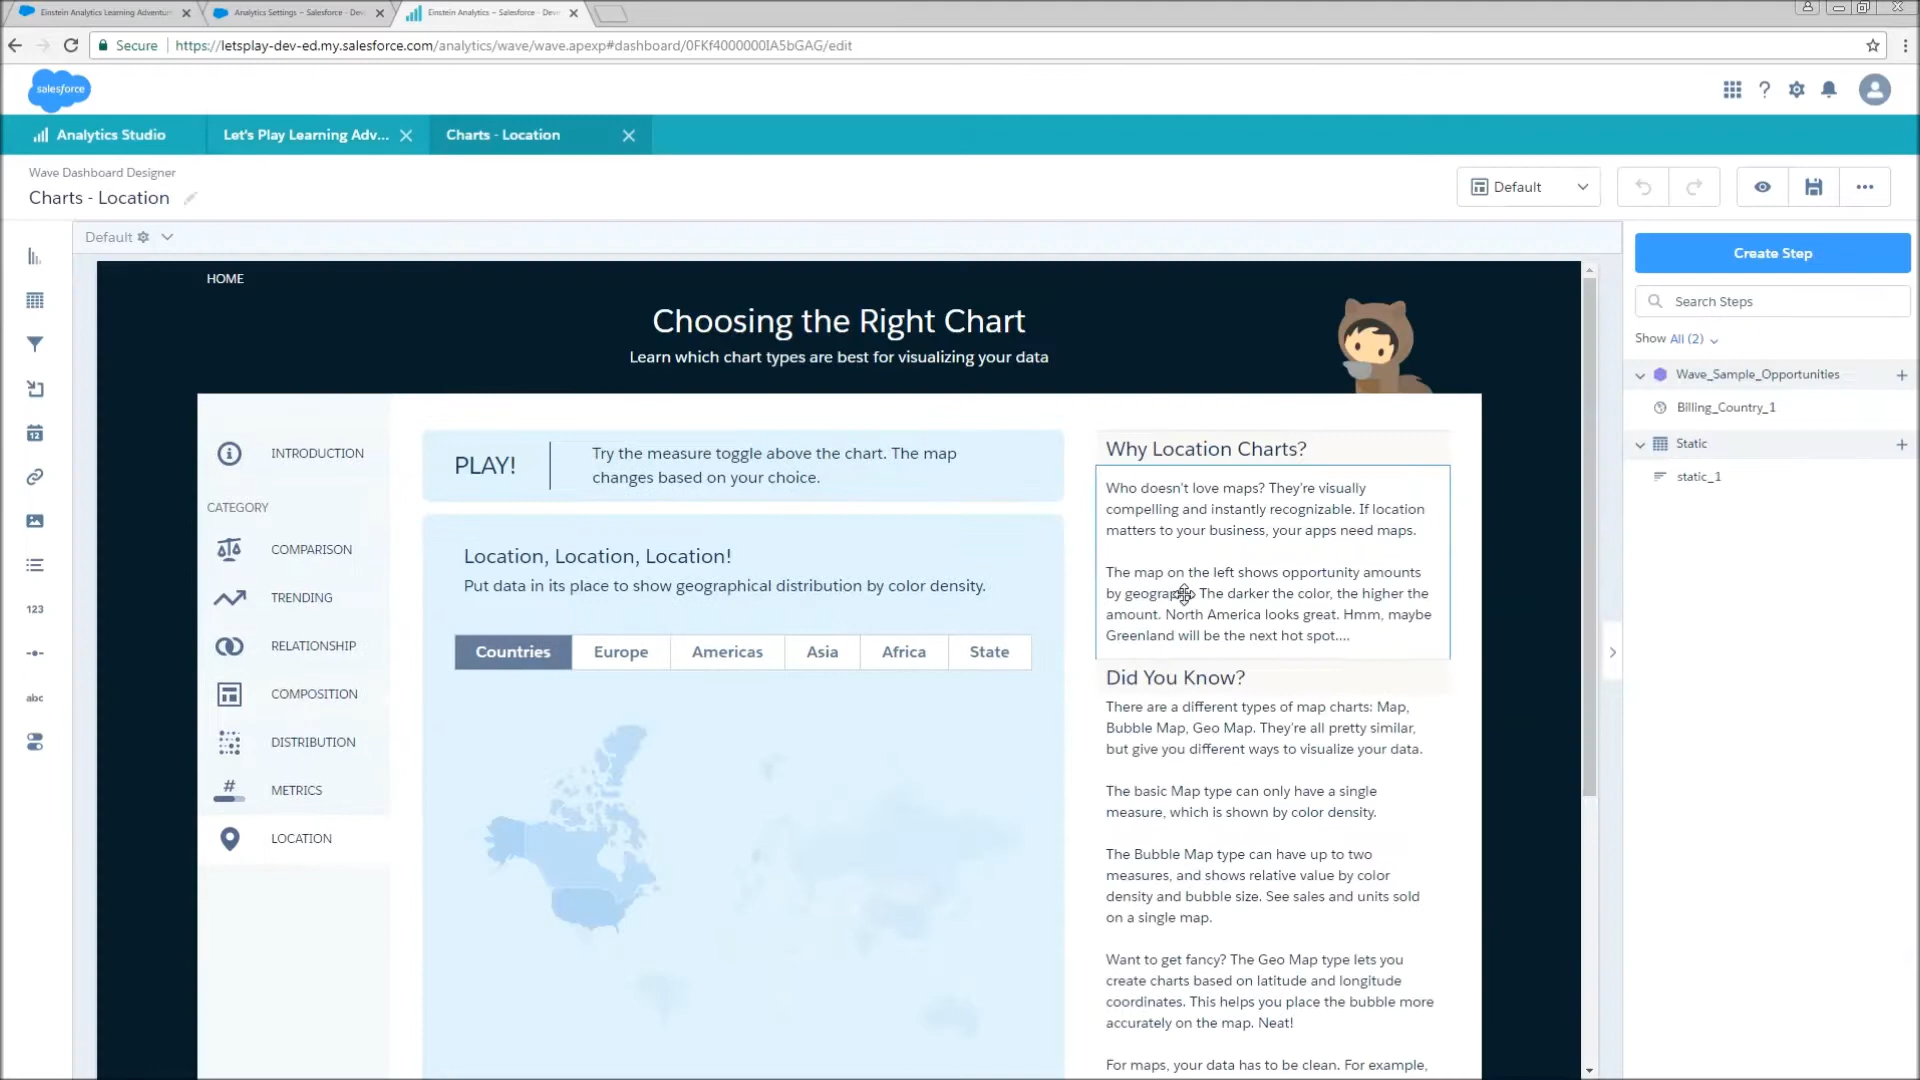 Einstein Analytics Learning Adventur
Analytics Settings ~ Salesforce - De
Einstein Analytics ~ Salesforce - Dev
Secure
https://letsplay-dev-ed.my.salesforce.com/analytics/wave/wave.apexp#dashboard/0FKf4000000IA5bGAG/edit
salesforce
Analytics Studio
Let's Play Learning Adv...
Charts - Location
Wave Dashboard Designer
Charts - Location
Default
Default
HOME
Choosing the Right Chart
Learn which chart types are best for visualizing your data
INTRODUCTION
CATEGORY
COMPARISON
TRENDING
RELATIONSHIP
COMPOSITION
DISTRIBUTION
#
METRICS
LOCATION
PLAY!
Try the measure toggle above the chart. The map
changes based on your choice.
Location, Location, Location!
Put data in its place to show geographical distribution by color density.
Countries
Europe
Americas
Asia
Africa
State
Why Location Charts?
Who doesn't love maps? They're visually
compelling and instantly recognizable. If location
matters to your business, your apps need maps.
The map on the left shows opportunity amounts
by The darker the color, the higher the
amount. North America looks great. Hmm, maybe
Greenland will be the next hot spot....
Did You Know?
There are a different types of map charts: Map,
Bubble Map, Geo Map. They're all pretty similar,
but give you different ways to visualize your data.
The basic Map type can only have a single
measure, which is shown by color density.
The Bubble Map type can have up to two
measures, and shows relative value by color
density and bubble size. See sales and units sold
on a single map.
Want to get fancy? The Geo Map type lets you
create charts based on latitude and longitude
coordinates. This helps you place the bubble more
accurately on the map. Neat!
For maps, your data has to be clean. For example,
Create Step
Search Steps
Show All (2)
Wave_Sample_Opportunities
Billing_Country_1
Static
static_1
12
123
abc